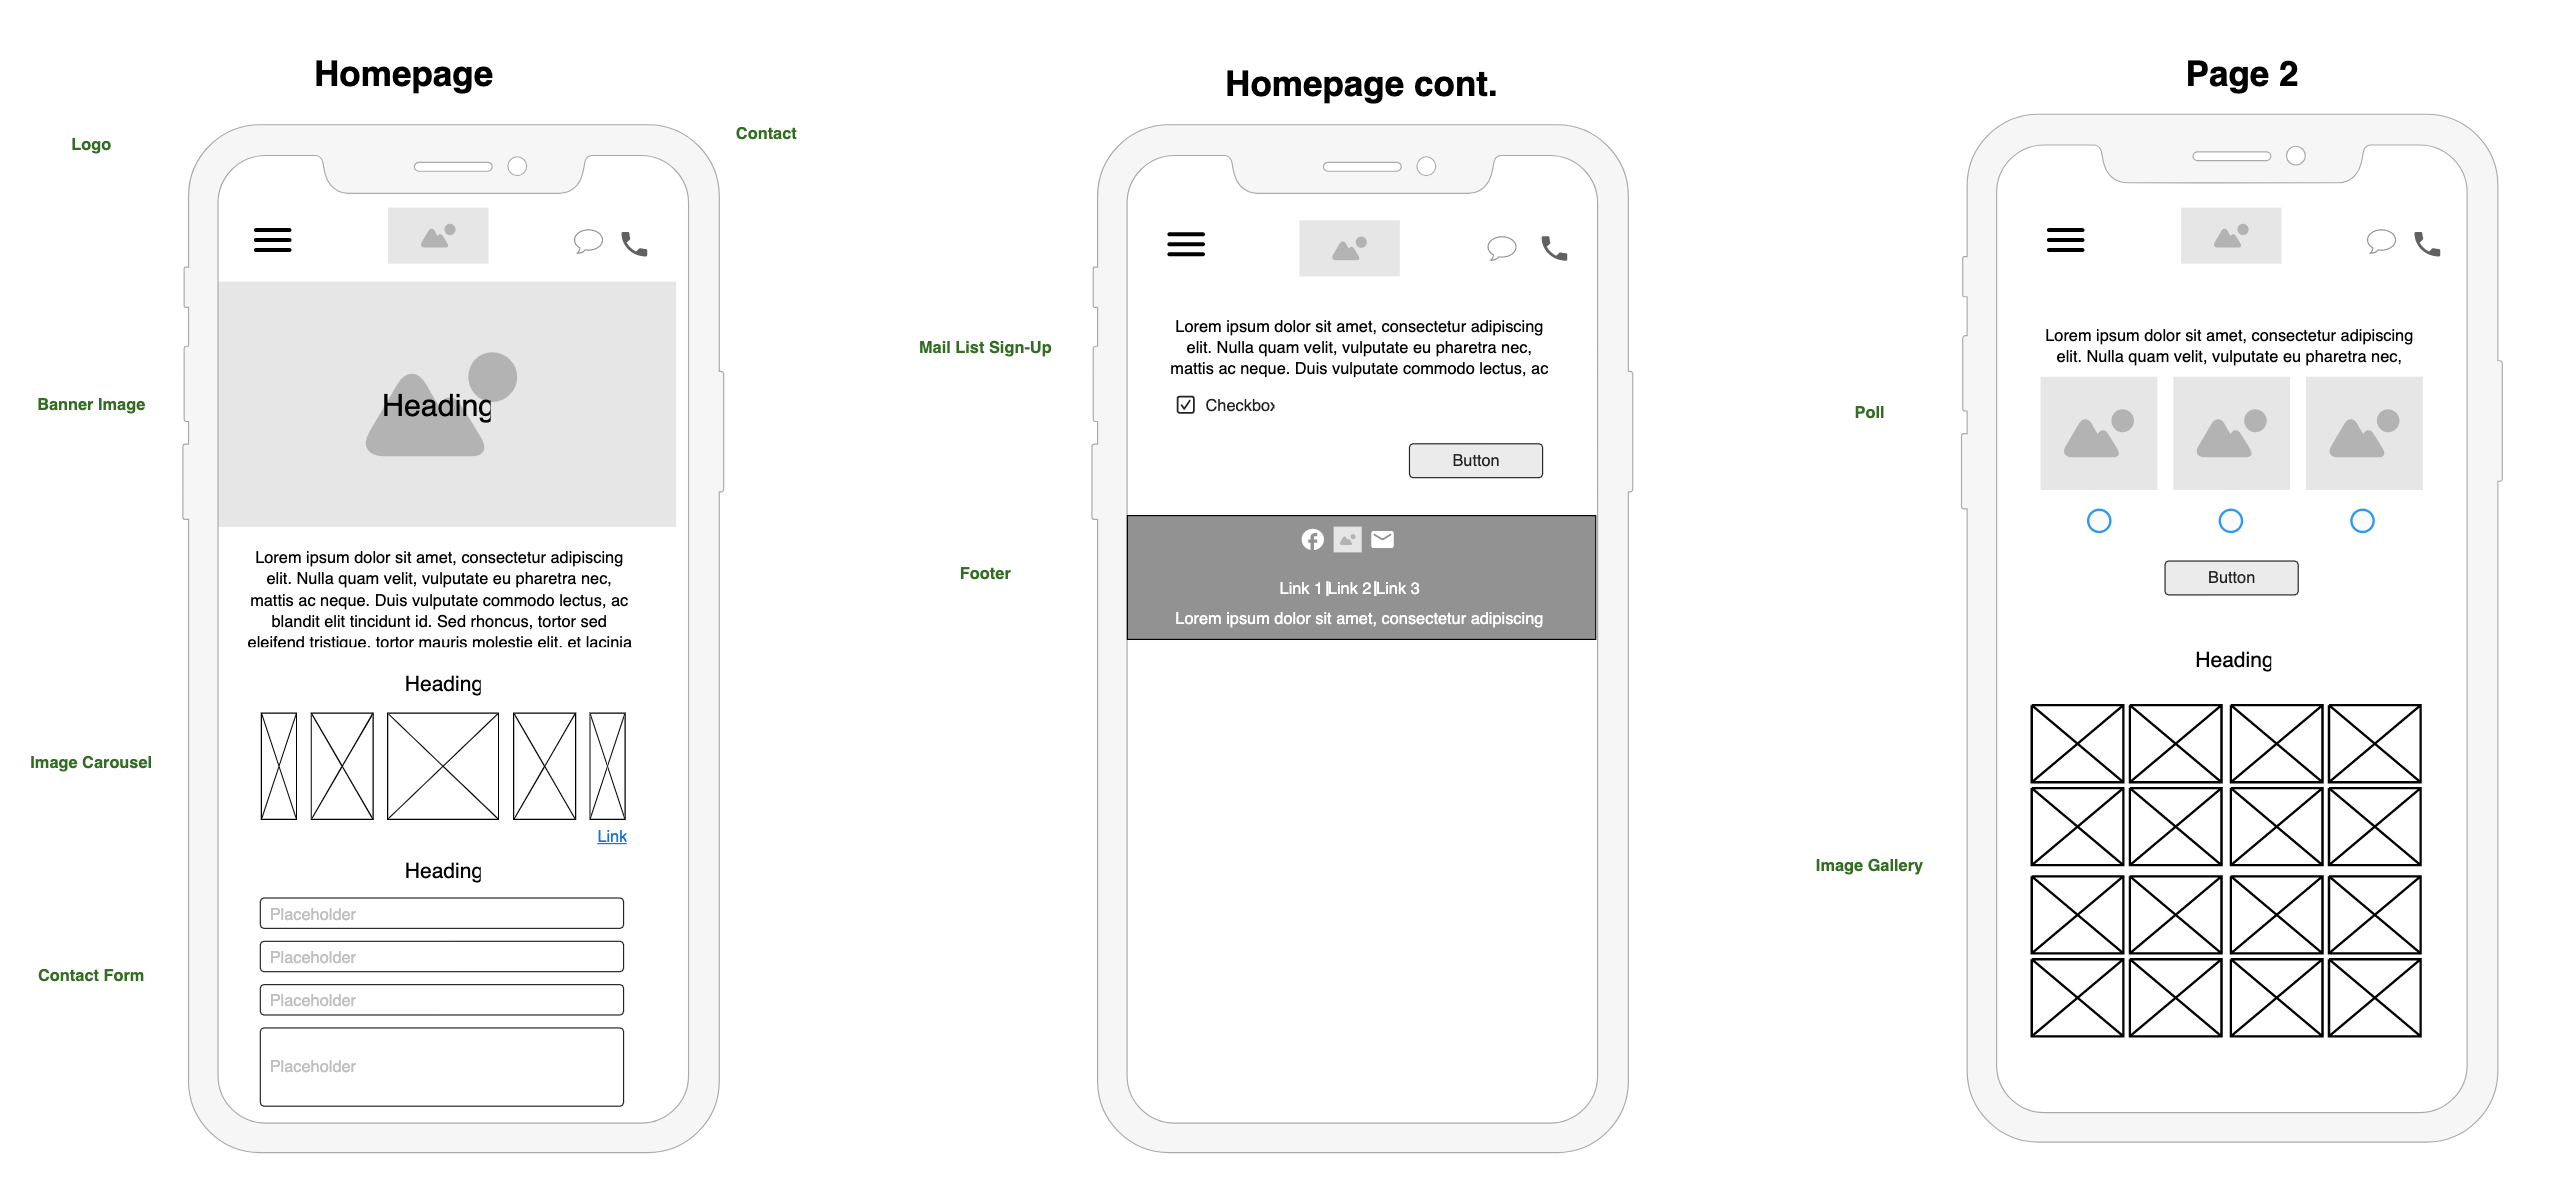 Homepage
Logo
Contact
Banner Image
Heading
Lorem ipsum dolor sit amet, consectetur adipiscing
elit. Nulla quam velit, vulputate eu pharetra nec,
mattis ac neque. Duis vulputate commodo lectus, ac
blandit elit tincidunt id. Sed rhoncus, tortor sed
eleifend tristique, tortor mauris molestie elit, et lacinia
Heading
Image Carousel
Link
Heading
Placeholder
Placeholder
Contact Form
Placeholder
Placeholder
Homepage cont.
Mail List Sign-Up
Lorem ipsum dolor sit amet, consectetur adipiscing
elit. Nulla quam velit, vulputate eu pharetra nec,
mattis ac neque. Duis vulputate commodo lectus, ac
Checkbox
Button
Footer
Link 1 |Link 2|Link 3
Lorem ipsum dolor sit amet, consectetur adipiscing
Page 2
Lorem ipsum dolor sit amet, consectetur adipiscing
elit. Nulla quam velit, vulputate eu pharetra nec,
Poll
Button
Heading
Image Gallery